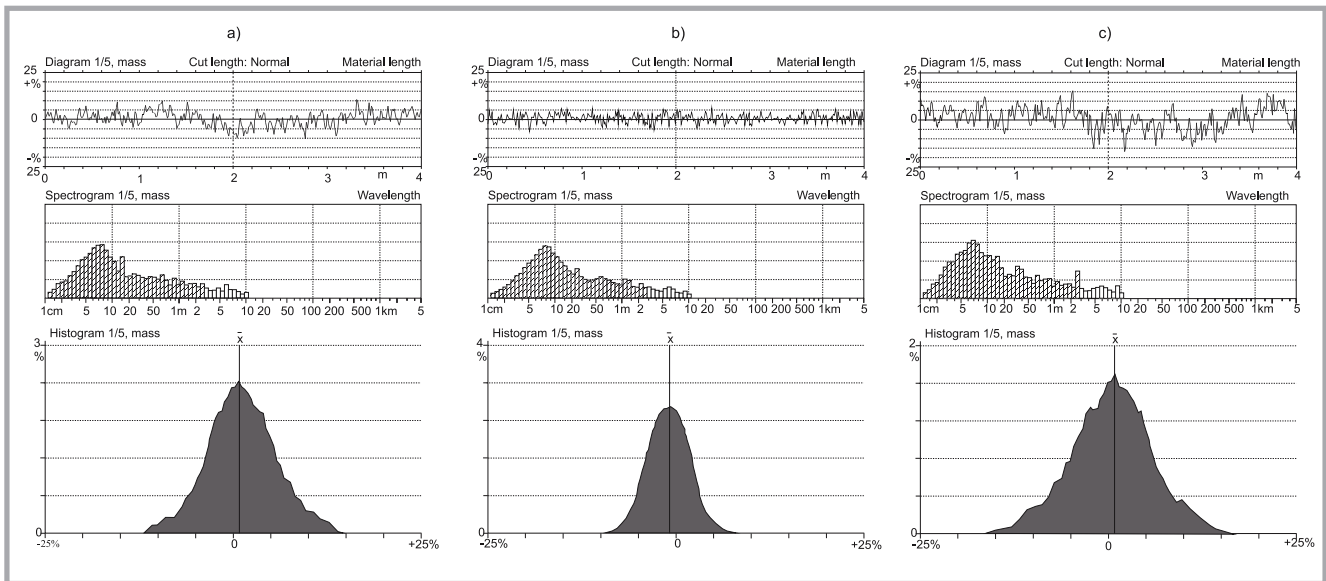 a)
Diagram 1/5, mass Cut length: Normal Material length
25
+%
0
-%
25
0 1 2 3 m 4
Spectrogram 1/5, mass Wavelength
1cm 5 10 20 50 1m 2 5 10 20 50 100 200 500 1km 5
Histogram 1/5, mass x̄
3
%
0
-25% 0 +25%
b)
Diagram 1/5, mass Cut length: Normal Material length
25
+%
0
-%
25
0 1 2 3 m 4
Spectrogram 1/5, mass Wavelength
1cm 5 10 20 50 1m 2 5 10 20 50 100 200 500 1km 5
Histogram 1/5, mass x̄
4
%
0
-25% 0 +25%
c)
Diagram 1/5, mass Cut length: Normal Material length
25
+%
0
-%
25
0 1 2 3 m 4
Spectrogram 1/5, mass Wavelength
1cm 5 10 20 50 1m 2 5 10 20 50 100 200 500 1km 5
Histogram 1/5, mass x̄
2
%
0
-25% 0 +25%